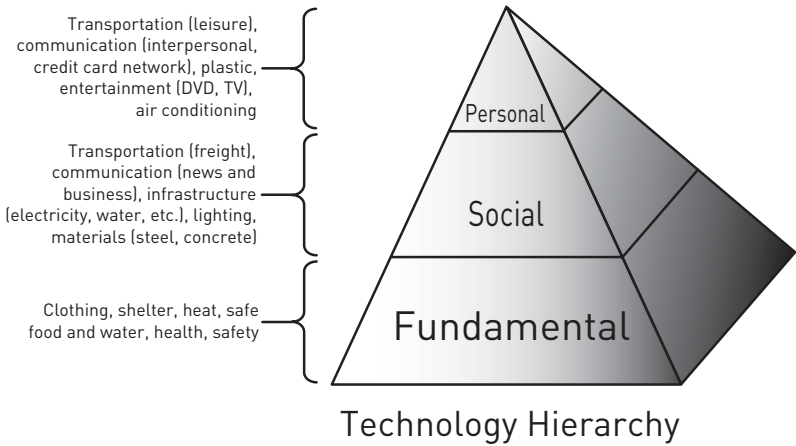 Transportation (leisure),
communication (interpersonal,
credit card network), plastic,
entertainment (DVD, TV),
air conditioning
Personal
Transportation (freight),
communication (news and
business), infrastructure
(electricity, water, etc.), lighting,
materials (steel, concrete)
Social
Clothing, shelter, heat, safe
food and water, health, safety
Fundamental
Technology Hierarchy